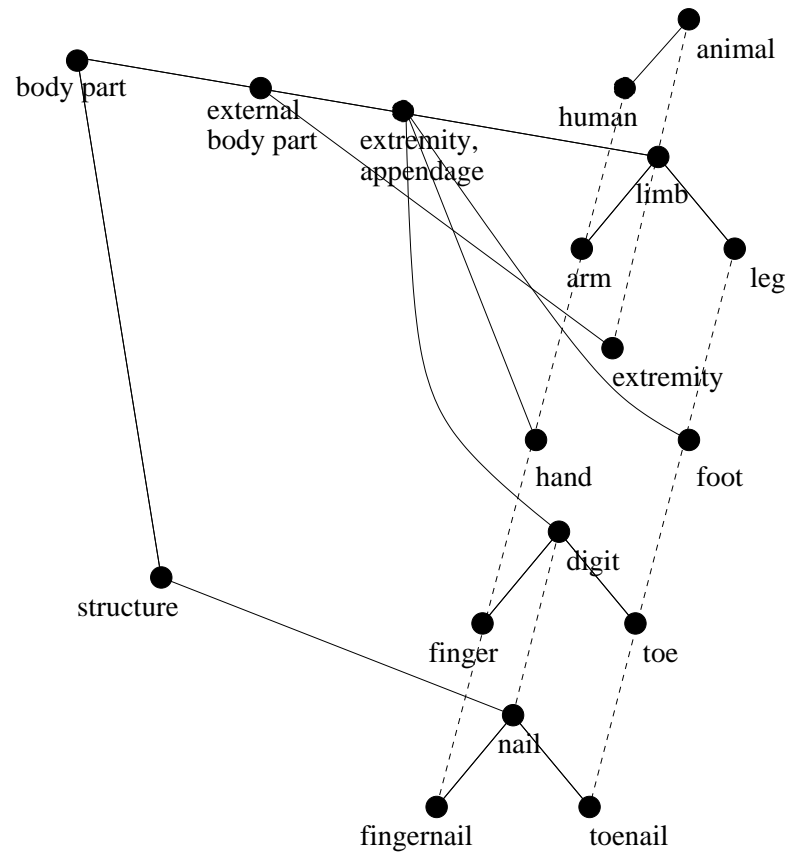 animal
body part
external
body part
human
extremity,
appendage
limb
arm
leg
extremity
hand
foot
digit
structure
finger
toe
nail
fingernail
toenail